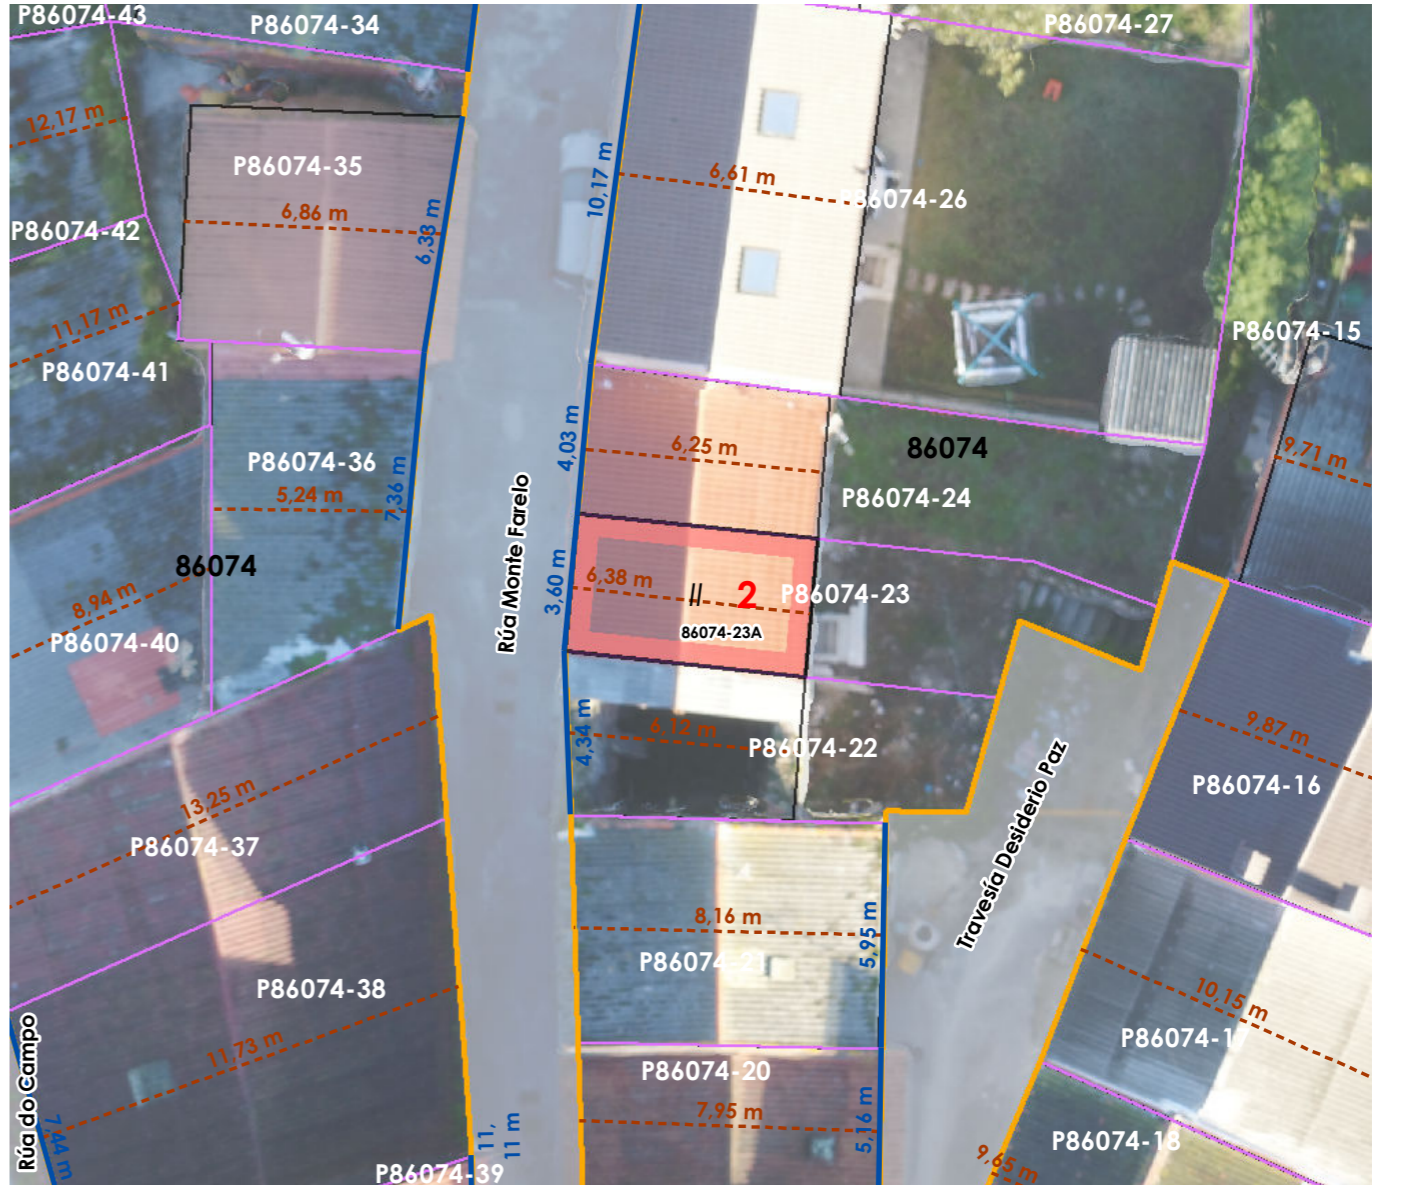 P86074-43
P86074-34
P86074-27
12,17 m
P86074-35
6,86 m
6,33 m
10,17 m
6,61 m
P86074-26
P86074-42
11,17 m
P86074-41
P86074-15
9,71 m
4,03 m
6,25 m
86074
P86074-24
P86074-36
5,24 m
7,36 m
Rúa Monte Farelo
86074
8,94 m
P86074-40
3,60 m
6,38 m
II
2
P86074-23
86074-23A
4,34 m
6,12 m
P86074-22
9,87 m
P86074-16
Travesía Desiderio Paz
13,25 m
P86074-37
8,16 m
5,95 m
P86074-21
P86074-38
11,73 m
10,15 m
P86074-17
Rúa do Campo
7,44 m
P86074-20
7,95 m
5,16 m
11,
11 m
P86074-39
P86074-18
9,65 m